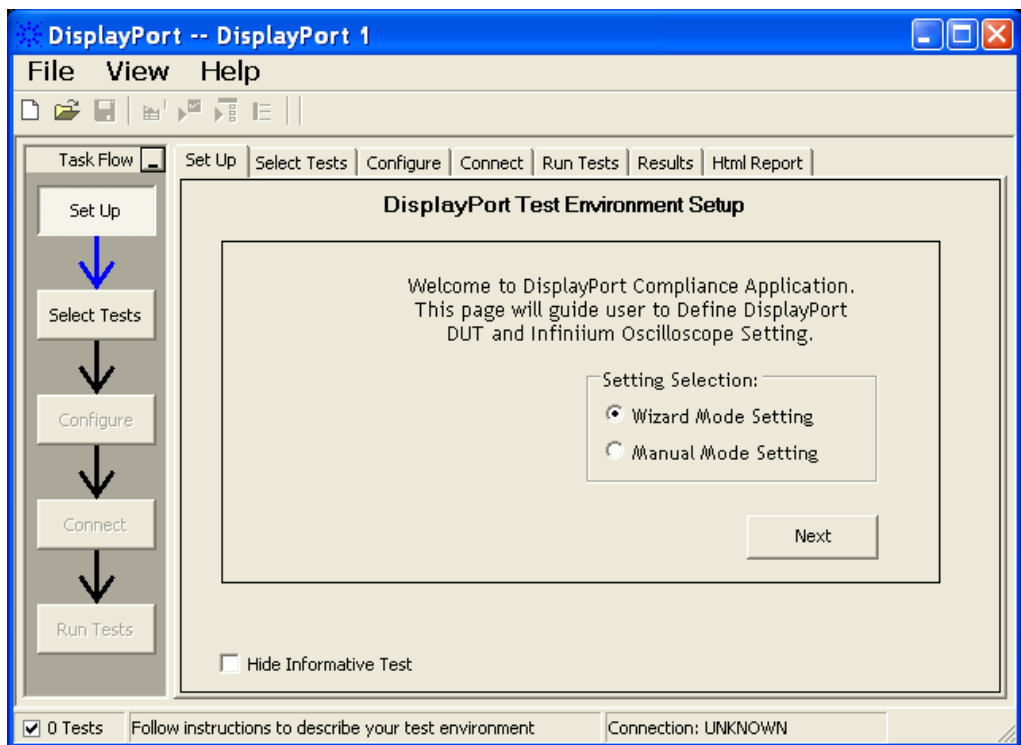 DisplayPort -- DisplayPort 1
File View Help
Task Flow
Set Up
Select Tests
Configure
Connect
Run Tests
Set Up Select Tests Configure Connect Run Tests Results Html Report
DisplayPort Test Environment Setup
Welcome to DisplayPort Compliance Application.
This page will guide user to Define DisplayPort
DUT and Infiniium Oscilloscope Setting.
Setting Selection:
Wizard Mode Setting
Manual Mode Setting
Next
Hide Informative Test
0 Tests Follow instructions to describe your test environment Connection: UNKNOWN